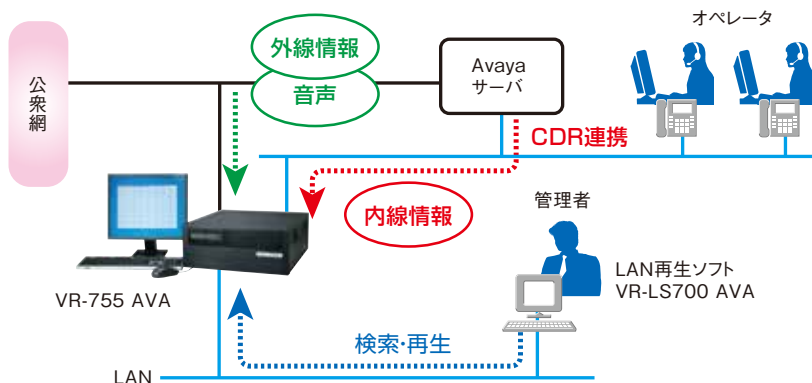 オペレータ
外線情報
音声
Avaya
サーバ
公衆網
CDR連携
内線情報
管理者
LAN再生ソフト
VR-LS700 AVA
VR-755 AVA
検索・再生
LAN